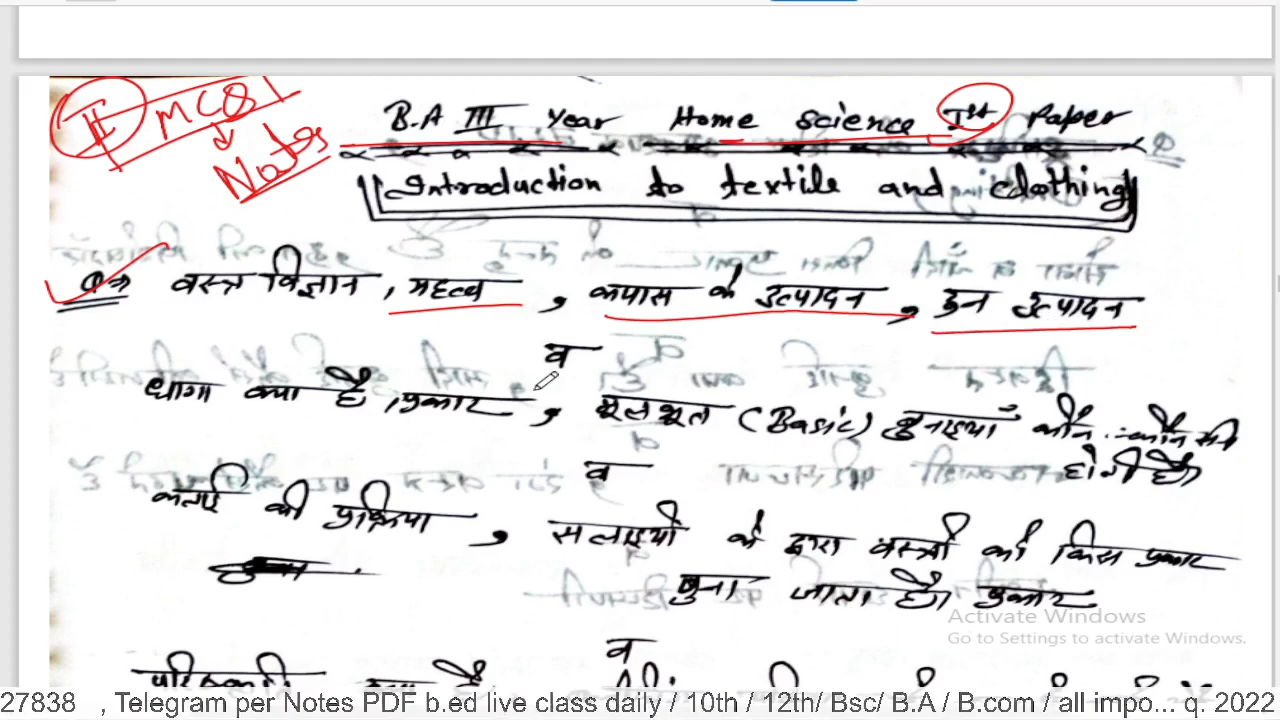 II MCQ
Notes
B.A III Year Home Science Ist Paper
Introduction to textile and clothing
वस्त्र विज्ञान , महत्व , कपास के उत्पादन , ऊन उत्पादन
व
धागा क्या है , प्रकार , मूलभूत (Basic) बुनाइयाँ कौन-कौन सी
होती है।
व
कताई की प्रक्रिया , सलाइयों के द्वारा वस्त्रों को किस प्रकार
बुना जाता है। प्रकार
व
Activate Windows
Go to Settings to activate Windows.
27838 , Telegram per Notes PDF b.ed live class daily / 10th / 12th/ Bsc/ B.A / B.com / all impo... q. 2022